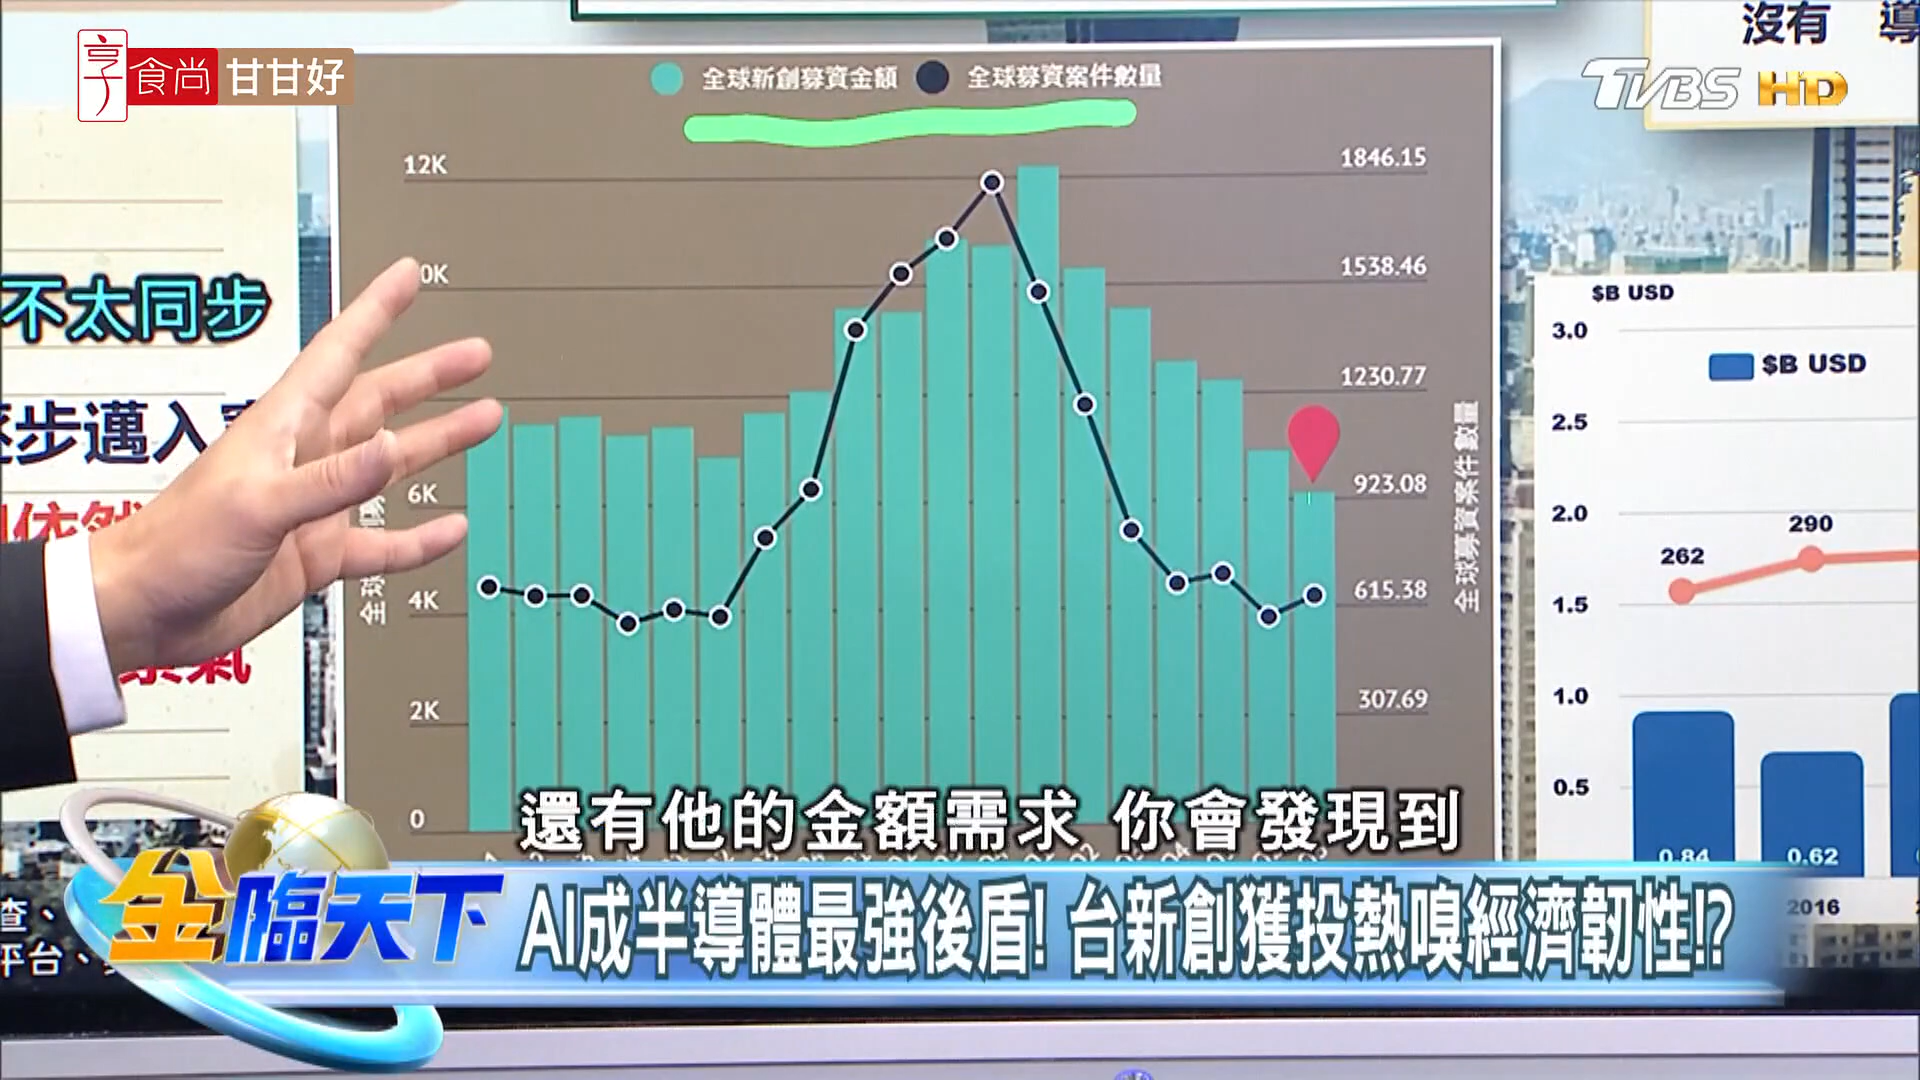 享
食尚
甘甘好
TVBS HD
沒有 導
全球新創募資金額
全球募資案件數量
12K
1846.15
0K
1538.46
1230.77
6K
923.08
4K
615.38
2K
307.69
0
全球募資案件數量
全球
不太同步
步邁入
$B USD
3.0
$B USD
2.5
2.0
290
262
1.5
1.0
0.5
0.84
0.62
2016
還有他的金額需求 你會發現到
金臨天下
AI成半導體最強後盾! 台新創獲投熱嗅經濟韌性!?
查、
平台、